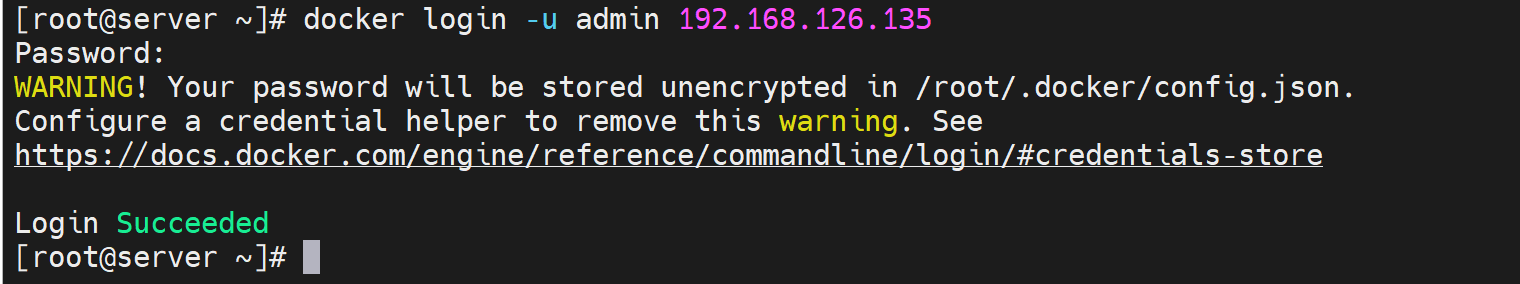 [root@server ~]# docker login -u admin 192.168.126.135
Password:
WARNING! Your password will be stored unencrypted in /root/.docker/config.json.
Configure a credential helper to remove this warning. See
https://docs.docker.com/engine/reference/commandline/login/#credentials-store
Login Succeeded
[root@server ~]#